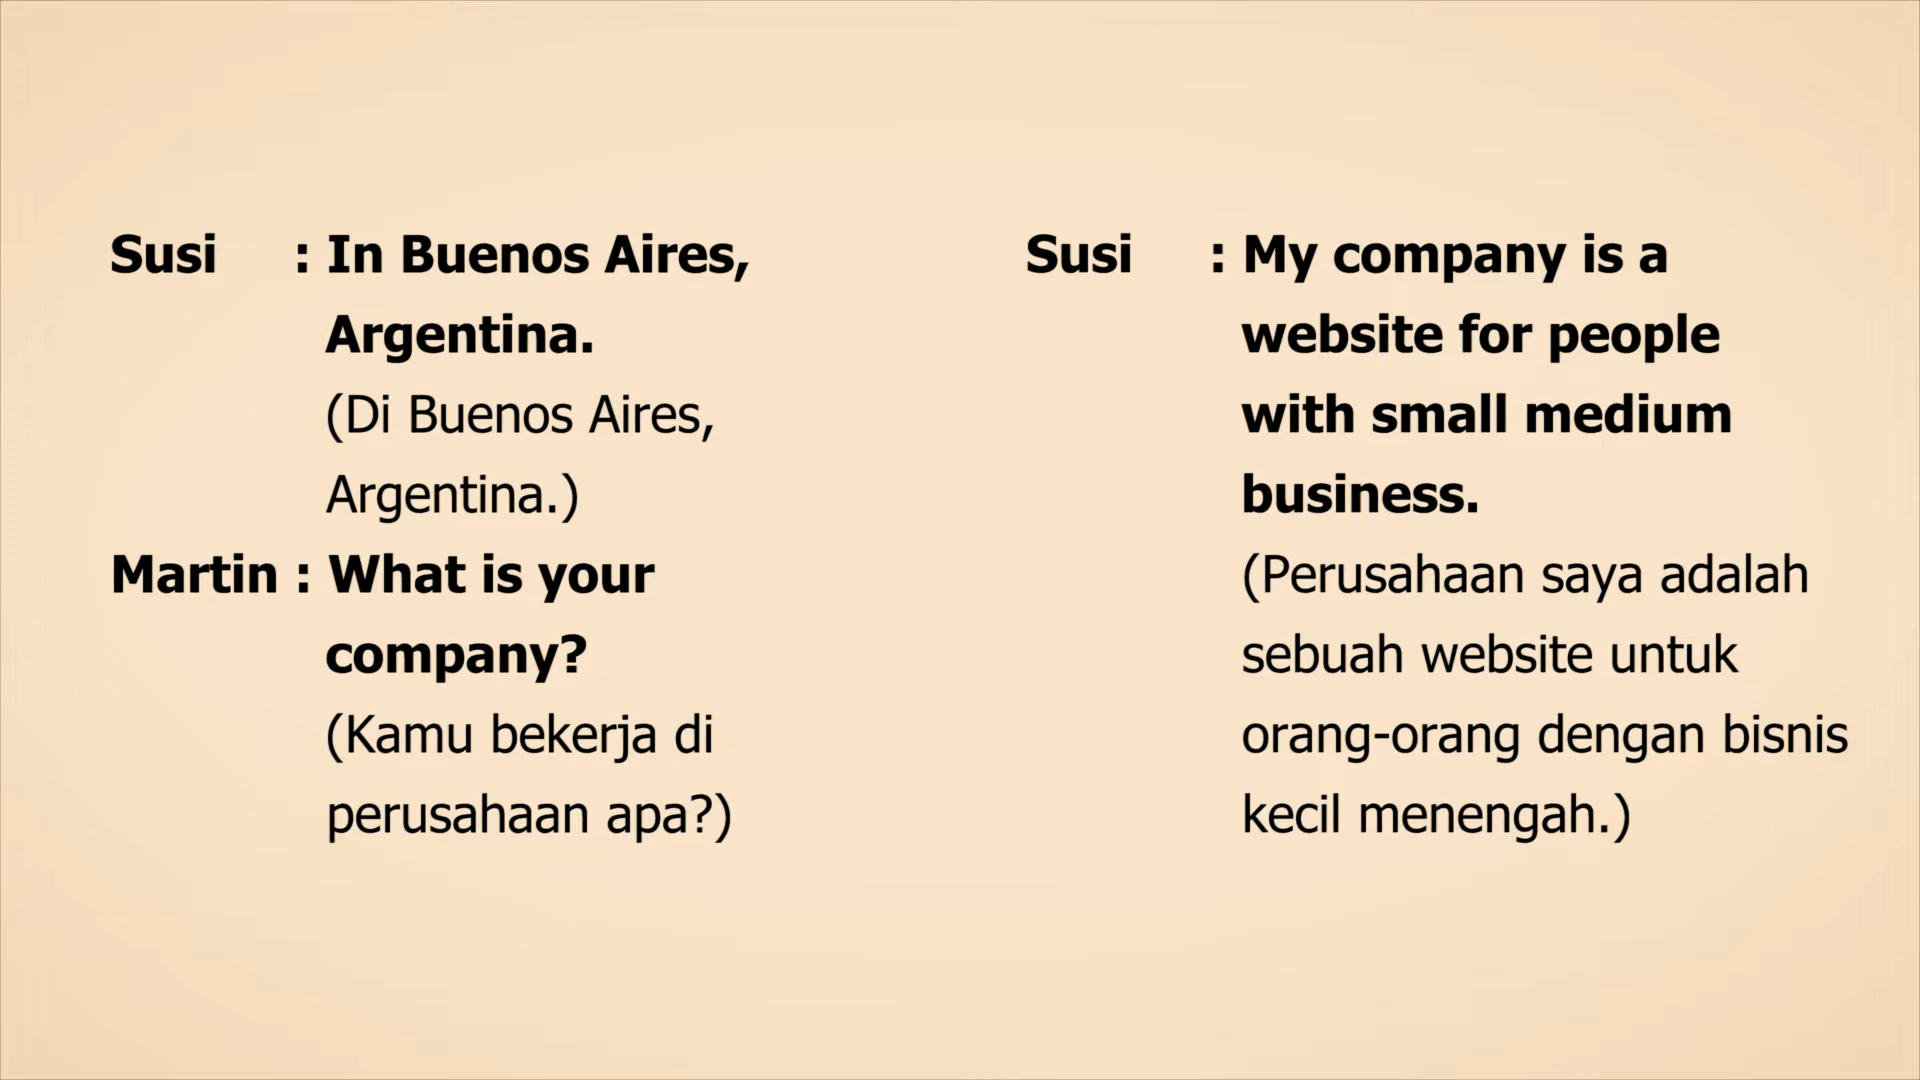 Susi : In Buenos Aires,
Argentina.
(Di Buenos Aires,
Argentina.)
Martin : What is your
company?
(Kamu bekerja di
perusahaan apa?)
Susi : My company is a
website for people
with small medium
business.
(Perusahaan saya adalah
sebuah website untuk
orang-orang dengan bisnis
kecil menengah.)